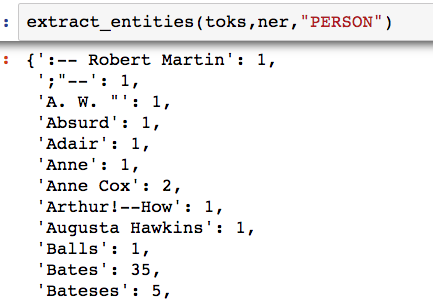 : extract_entities(toks,ner,"PERSON")
: {':-- Robert Martin': 1,
';"--': 1,
'A. W. "': 1,
'Absurd': 1,
'Adair': 1,
'Anne': 1,
'Anne Cox': 2,
'Arthur!--How': 1,
'Augusta Hawkins': 1,
'Balls': 1,
'Bates': 35,
'Bateses': 5,